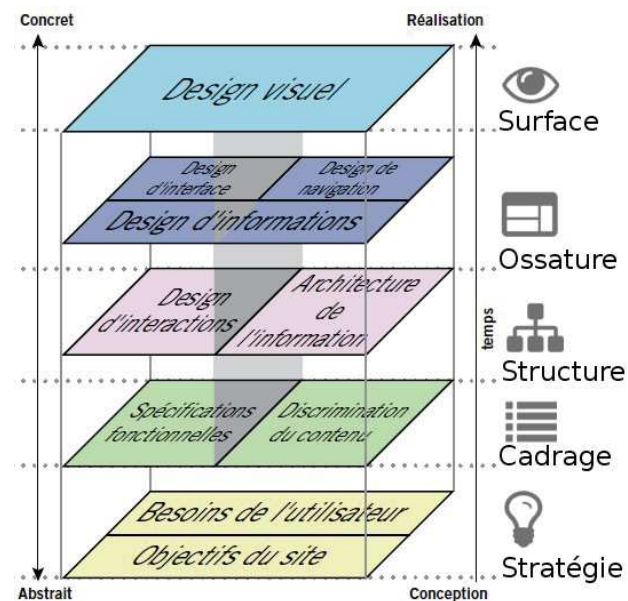 Concret
Réalisation
Design visuel
Surface
Design
d'interface
Design de
navigation
Design d'informations
Ossature
Design
d'interactions
Architecture
de
l'information
temps
Structure
Spécifications
fonctionnelles
Discrimination
du contenu
Cadrage
Besoins de l'utilisateur
Objectifs du site
Stratégie
Abstrait
Conception